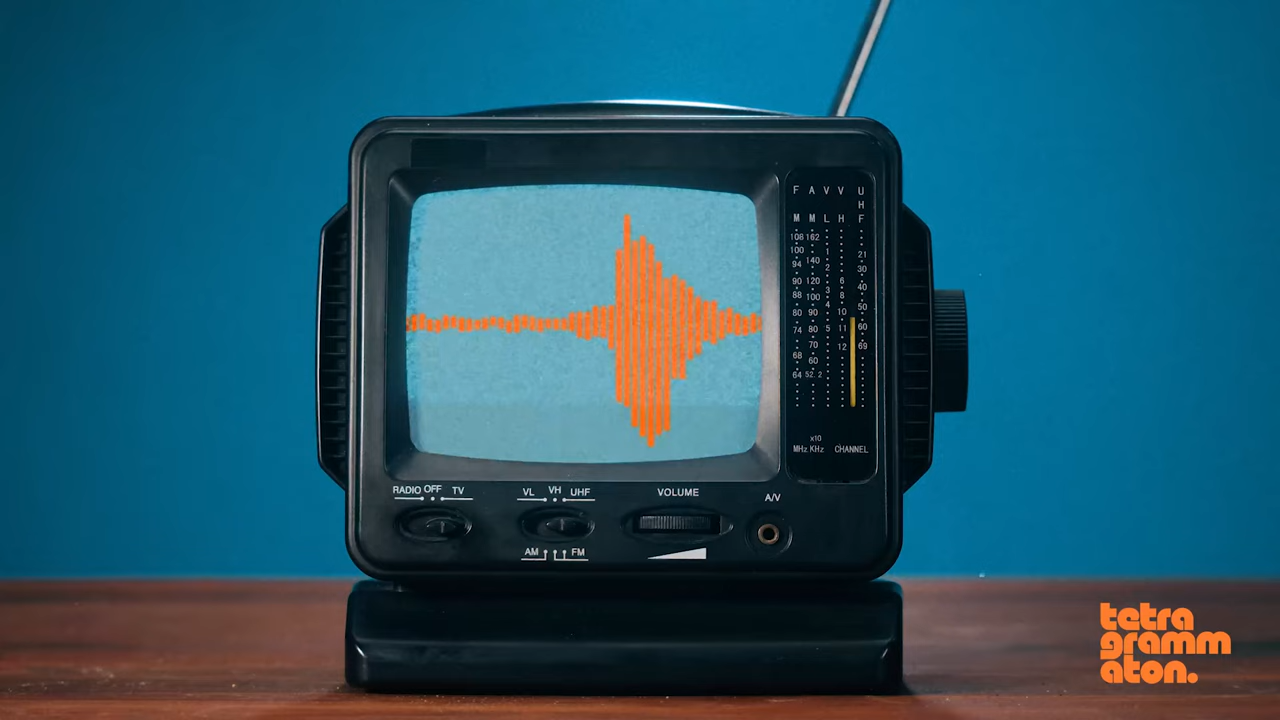 F A V V U
H
M M L H F
108 162
100
94 140
90 120
88 100
80 90
74 80
68 70
60
64 52.2
1
2
3
4
5
6
8
10
11
12
21
30
40
50
60
69
x10
MHz KHz CHANNEL
RADIO OFF TV
VL VH UHF
VOLUME
A/V
AM FM
tetra
gramm
aton.